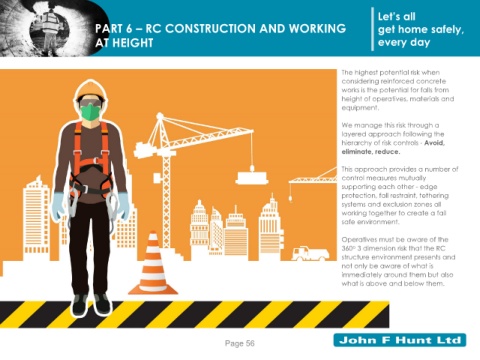 PART 6 – RC CONSTRUCTION AND WORKING
AT HEIGHT
Let's all
get home safely,
every day
The highest potential risk when
considering reinforced concrete
works is the potential for falls from
height of operatives, materials and
equipment.
We manage this risk through a
layered approach following the
hierarchy of risk controls - Avoid,
eliminate, reduce.
This approach provides a number of
control measures mutually
supporting each other - edge
protection, fall restraint, tethering
systems and exclusion zones all
working together to create a fail
safe environment.
Operatives must be aware of the
360° 3 dimension risk that the RC
structure environment presents and
not only be aware of what is
immediately around them but also
what is above and below them.
Page 56
John F Hunt Ltd